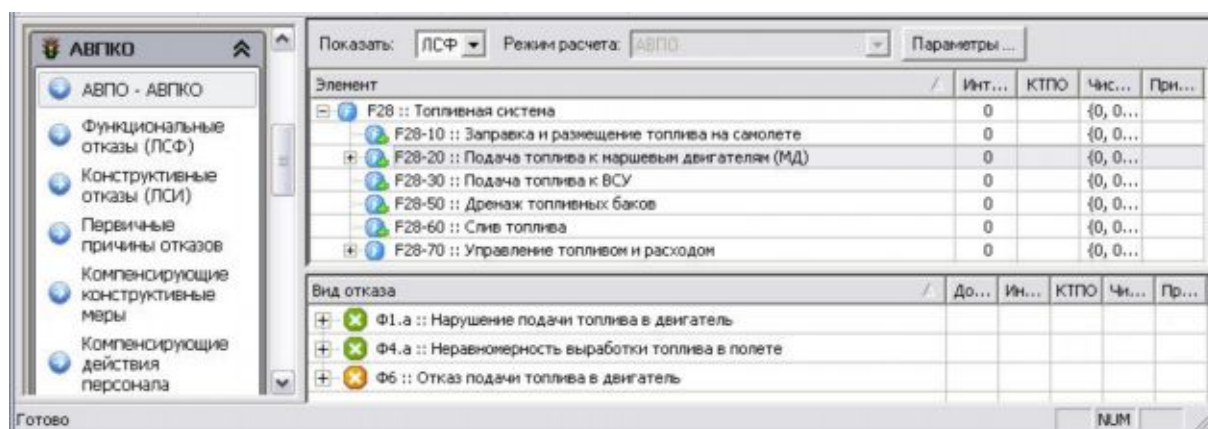 АВПКО
АВПО - АВПКО
Функциональные
отказы (ЛСФ)
Конструктивные
отказы (ЛСИ)
Первичные
причины отказов
Компенсирующие
конструктивные
меры
Компенсирующие
действия
персонала
Показать: ЛСФ Режим расчета: АВПО Параметры ...
Элемент Инт... КТПО Чис... При...
F28 :: Топливная система 0 {0, 0...
F28-10 :: Заправка и размещение топлива на самолете 0 {0, 0...
F28-20 :: Подача топлива к маршевым двигателям (МД) 0 {0, 0...
F28-30 :: Подача топлива к ВСУ 0 {0, 0...
F28-50 :: Дренаж топливных баков 0 {0, 0...
F28-60 :: Слив топлива 0 {0, 0...
F28-70 :: Управление топливом и расходом 0 {0, 0...
Вид отказа До... Ин... КТПО Чи... Пр...
Ф1.а :: Нарушение подачи топлива в двигатель
Ф4.а :: Неравномерность выработки топлива в полете
Ф6 :: Отказ подачи топлива в двигатель
Готово NUM